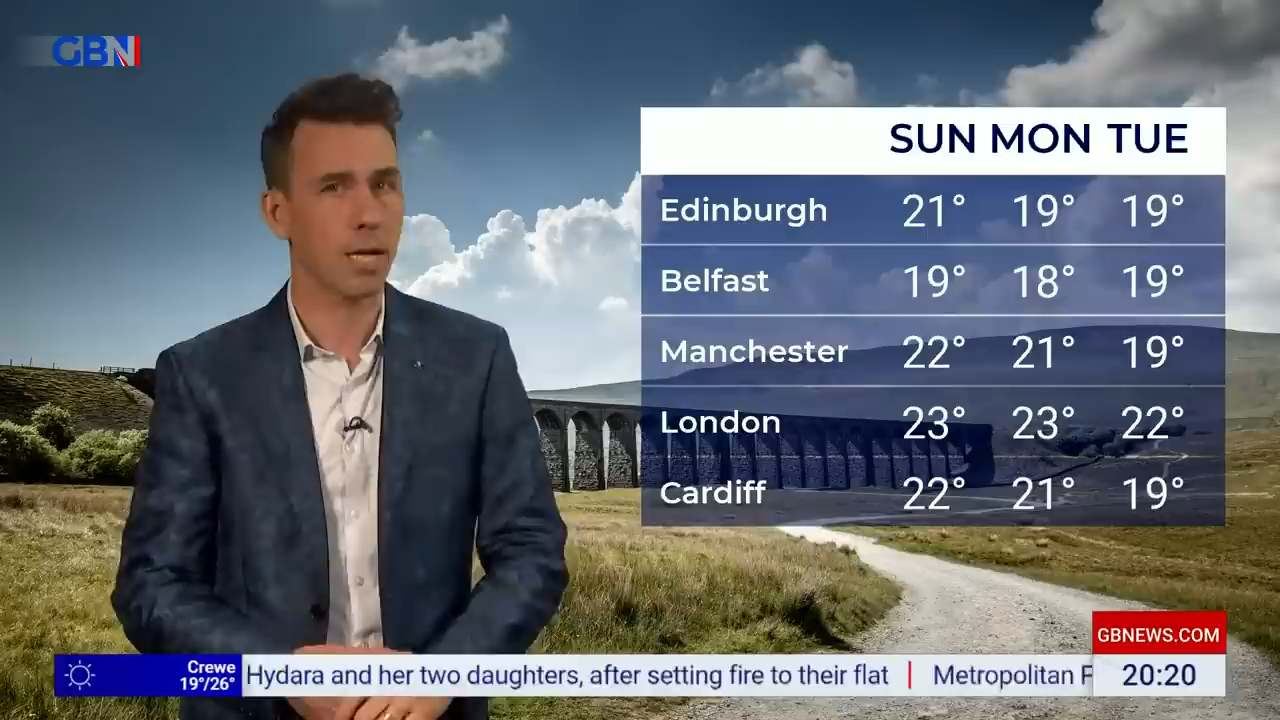 GBN
SUN MON TUE
Edinburgh 21° 19° 19°
Belfast 19° 18° 19°
Manchester 22° 21° 19°
London 23° 23° 22°
Cardiff 22° 21° 19°
GBNEWS.COM
Crewe
19°/26°
Hydara and her two daughters, after setting fire to their flat | Metropolitan
20:20